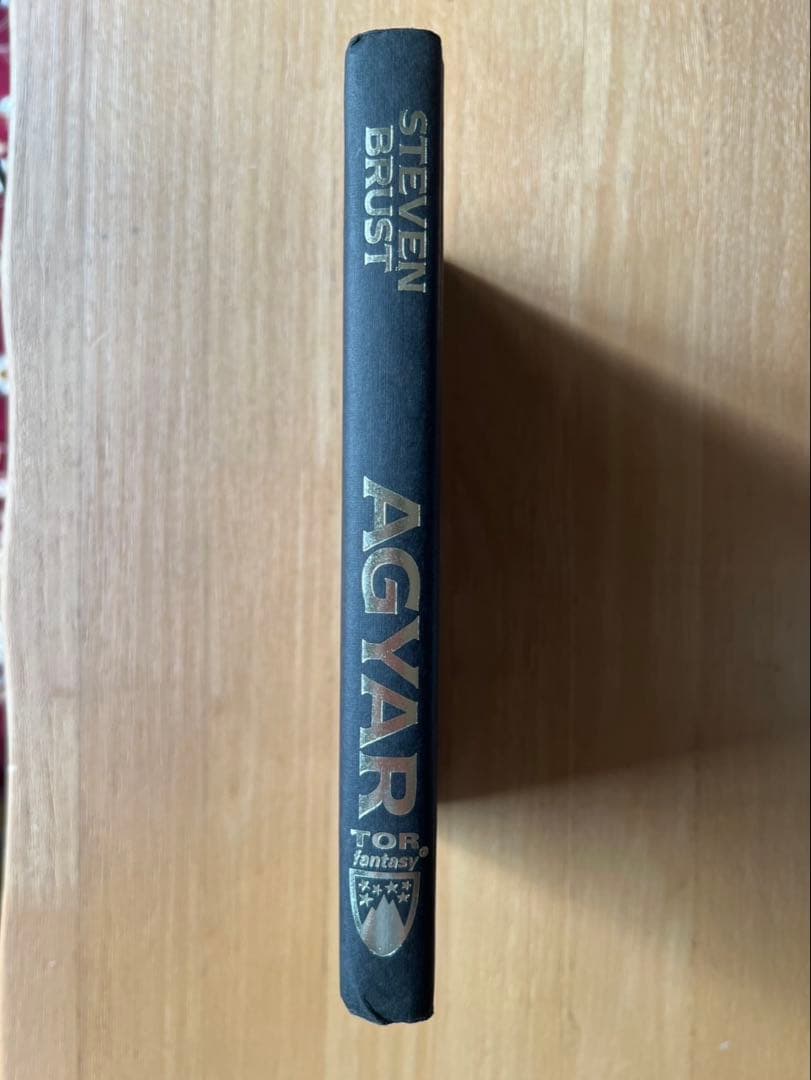 STEVEN
BRUST
AGYAR
TOR
fantasy®